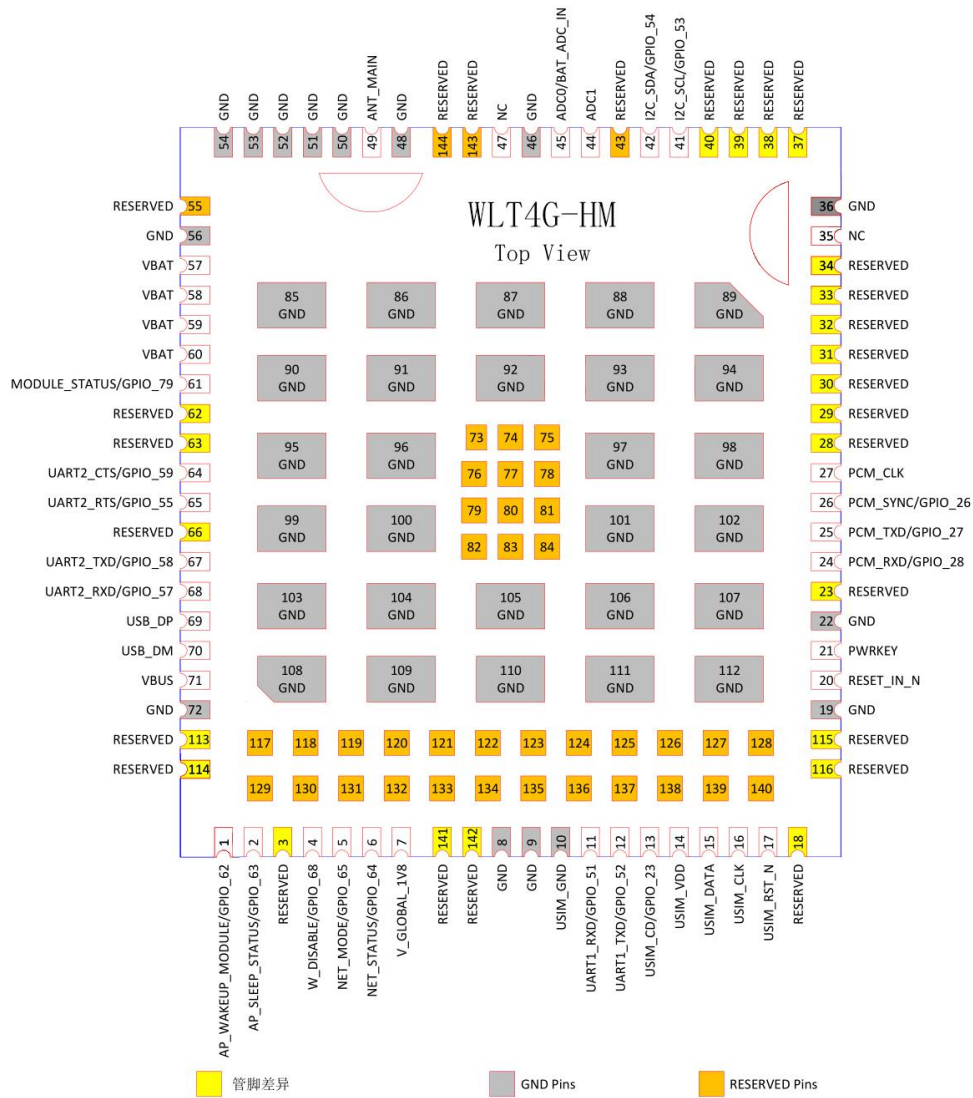 GND
GND
GND
GND
GND
ANT_MAIN
GND
RESERVED
RESERVED
NC
GND
ADC0/BAT_ADC_IN
ADC1
RESERVED
I2C_SDA/GPIO_54
I2C_SCL/GPIO_53
RESERVED
RESERVED
RESERVED
RESERVED
54 53 52 51 50 49 48 144 143 47 46 45 44 43 42 41 40 39 38 37
WLT4G-HM
Top View
RESERVED 55
GND 56
VBAT 57
VBAT 58
VBAT 59
VBAT 60
MODULE_STATUS/GPIO_79 61
RESERVED 62
RESERVED 63
UART2_CTS/GPIO_59 64
UART2_RTS/GPIO_55 65
RESERVED 66
UART2_TXD/GPIO_58 67
UART2_RXD/GPIO_57 68
USB_DP 69
USB_DM 70
VBUS 71
GND 72
RESERVED 113
RESERVED 114
36 GND
35 NC
34 RESERVED
33 RESERVED
32 RESERVED
31 RESERVED
30 RESERVED
29 RESERVED
28 RESERVED
27 PCM_CLK
26 PCM_SYNC/GPIO_26
25 PCM_TXD/GPIO_27
24 PCM_RXD/GPIO_28
23 RESERVED
22 GND
21 PWRKEY
20 RESET_IN_N
19 GND
115 RESERVED
116 RESERVED
85 86 87 88 89
GND GND GND GND GND
90 91 92 93 94
GND GND GND GND GND
73 74 75
95 96 97 98
GND GND GND GND
76 77 78
79 80 81
99 100 101 102
GND GND GND GND
82 83 84
103 104 105 106 107
GND GND GND GND GND
108 109 110 111 112
GND GND GND GND GND
117 118 119 120 121 122 123 124 125 126 127 128
129 130 131 132 133 134 135 136 137 138 139 140
1 2 3 4 5 6 7 141 142 8 9 10 11 12 13 14 15 16 17 18
AP_WAKEUP_MODULE/GPIO_62
AP_SLEEP_STATUS/GPIO_63
RESERVED
W_DISABLE/GPIO_68
NET_MODE/GPIO_65
NET_STATUS/GPIO_64
V_GLOBAL_1V8
RESERVED
RESERVED
GND
GND
USIM_GND
UART1_RXD/GPIO_51
UART1_TXD/GPIO_52
USIM_CD/GPIO_23
USIM_VDD
USIM_DATA
USIM_CLK
USIM_RST_N
RESERVED
管脚差异
GND Pins
RESERVED Pins